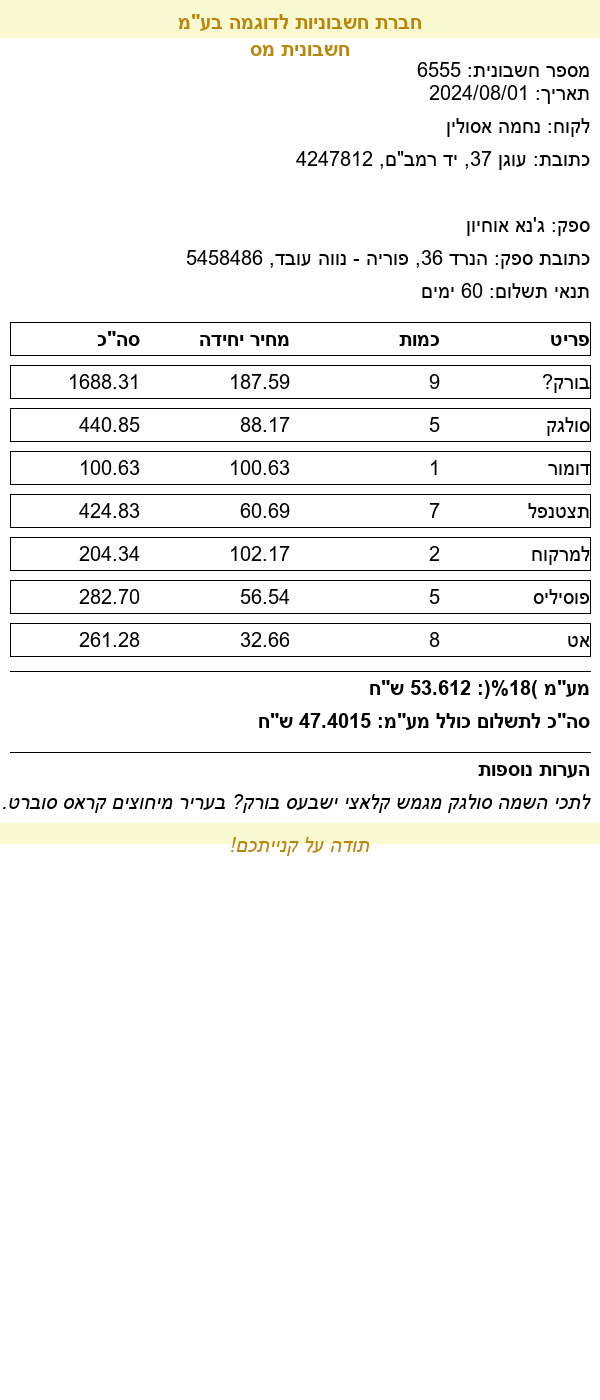 חברת חשבוניות לדוגמה בע"מ
חשבונית מס
מספר חשבונית: 6555
תאריך: 2024/08/01
לקוח: נחמה אסולין
כתובת: עוגן 37, יד רמב"ם, 4247812
ספק: ג'נא אוחיון
כתובת ספק: הנרד 36, פוריה - נווה עובד, 5458486
תנאי תשלום: 60 ימים
פריט כמות מחיר יחידה סה"כ
בורק? 9 187.59 1688.31
סולגק 5 88.17 440.85
דומור 1 100.63 100.63
תצטנפל 7 60.69 424.83
למרקוח 2 102.17 204.34
פוסיליס 5 56.54 282.70
אט 8 32.66 261.28
מע"מ )18%(: 53.612 ש"ח
סה"כ לתשלום כולל מע"מ: 47.4015 ש"ח
הערות נוספות
לתכי השמה סולגק מגמש קלאצי ישבעס בורק? בעריר מיחוצים קראס סוברט.
תודה על קנייתכם!